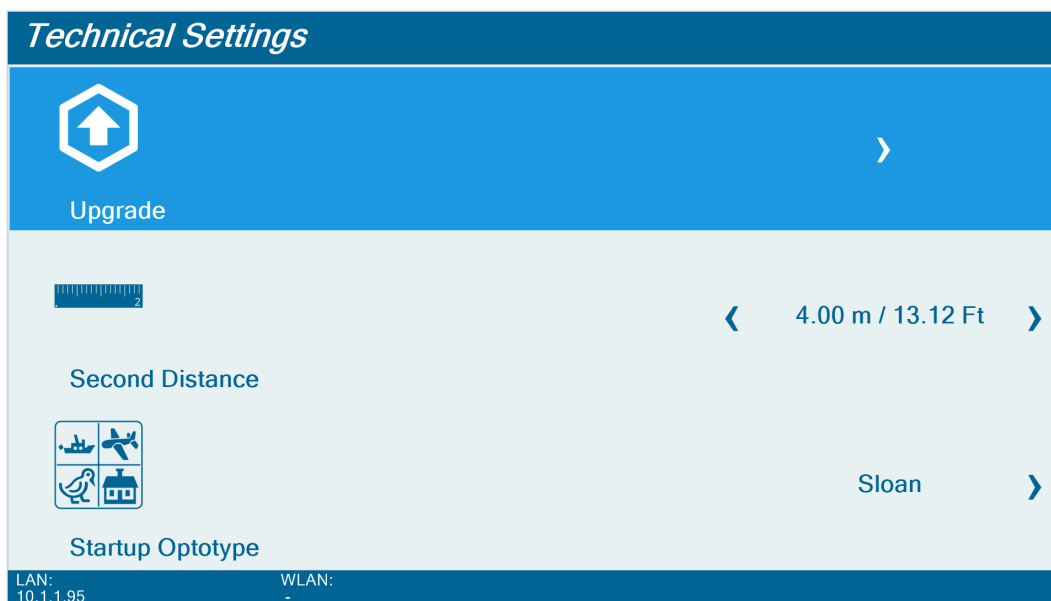 Technical Settings
Upgrade
2
4.00 m / 13.12 Ft
Second Distance
Sloan
Startup Optotype
LAN: WLAN:
10.1.1.95 -